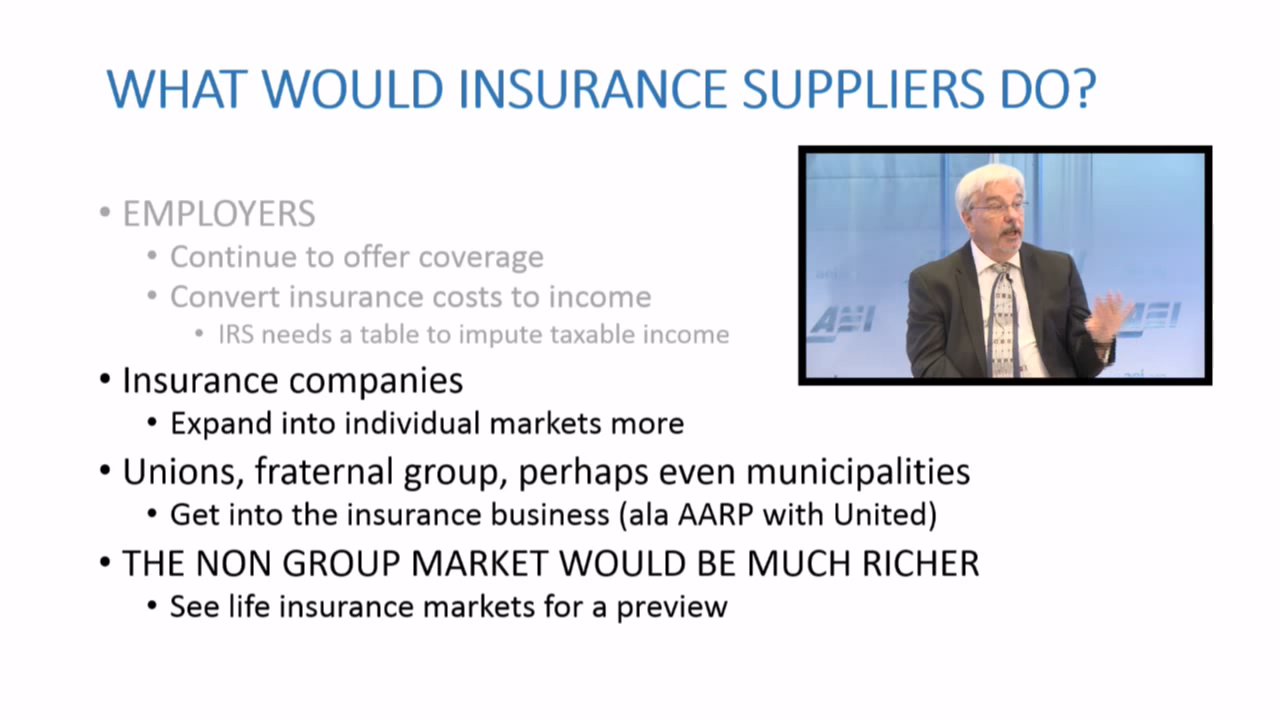 WHAT WOULD INSURANCE SUPPLIERS DO?
• EMPLOYERS
• Continue to offer coverage
• Convert insurance costs to income
• IRS needs a table to impute taxable income
• Insurance companies
• Expand into individual markets more
• Unions, fraternal group, perhaps even municipalities
• Get into the insurance business (ala AARP with United)
• THE NON GROUP MARKET WOULD BE MUCH RICHER
• See life insurance markets for a preview
AEI
AEI